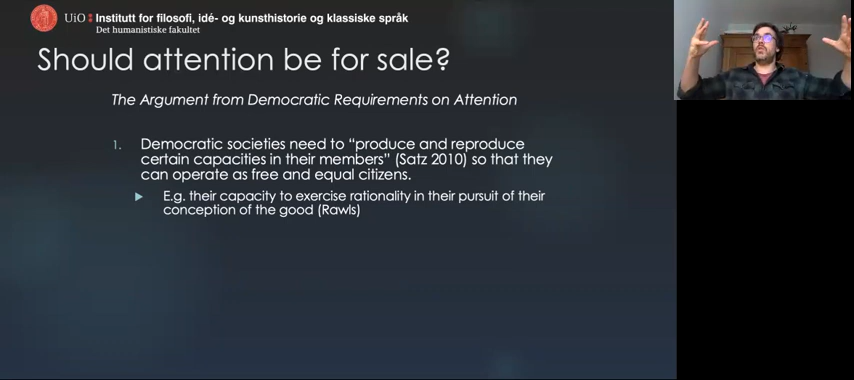 UiO Institutt for filosofi, idé- og kunsthistorie og klassiske språk
Det humanistiske fakultet
Should attention be for sale?
The Argument from Democratic Requirements on Attention
1. Democratic societies need to “produce and reproduce
certain capacities in their members” (Satz 2010) so that they
can operate as free and equal citizens.
E.g. their capacity to exercise rationality in their pursuit of their
conception of the good (Rawls)